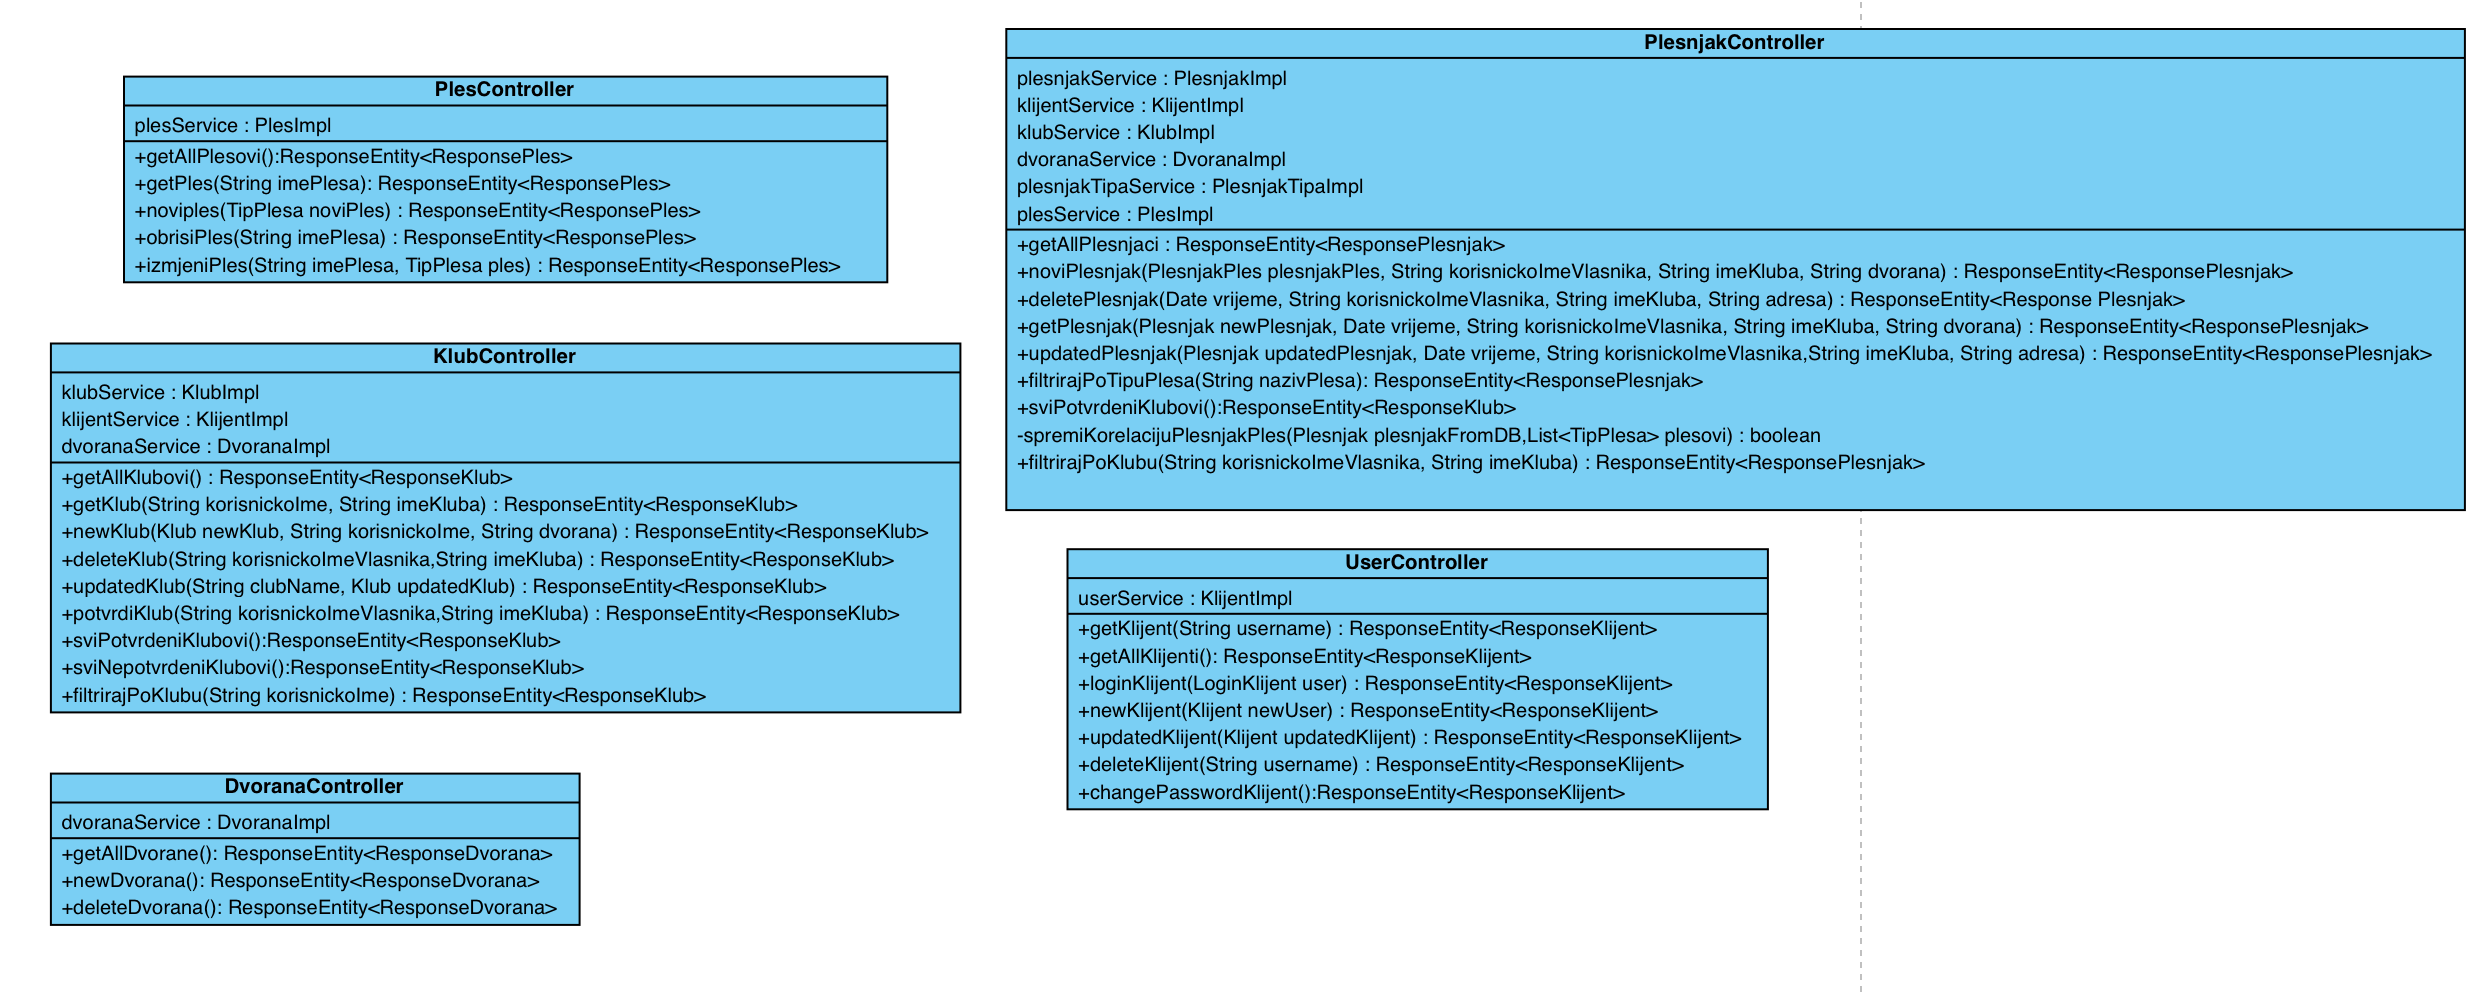 PlesController
plesService : PlesImpl
+getAllPlesovi():ResponseEntity<ResponsePles>
+getPles(String imePlesa): ResponseEntity<ResponsePles>
+noviples(TipPlesa noviPles) : ResponseEntity<ResponsePles>
+obrisiPles(String imePlesa) : ResponseEntity<ResponsePles>
+izmjeniPles(String imePlesa, TipPlesa ples) : ResponseEntity<ResponsePles>
KlubController
klubService : KlubImpl
klijentService : KlijentImpl
dvoranaService : DvoranaImpl
+getAllKlubovi() : ResponseEntity<ResponseKlub>
+getKlub(String korisnickoIme, String imeKluba) : ResponseEntity<ResponseKlub>
+newKlub(Klub newKlub, String korisnickoIme, String dvorana) : ResponseEntity<ResponseKlub>
+deleteKlub(String korisnickoImeVlasnika,String imeKluba) : ResponseEntity<ResponseKlub>
+updatedKlub(String clubName, Klub updatedKlub) : ResponseEntity<ResponseKlub>
+potvrdiKlub(String korisnickoImeVlasnika,String imeKluba) : ResponseEntity<ResponseKlub>
+sviPotvrdeniKlubovi():ResponseEntity<ResponseKlub>
+sviNepotvrdeniKlubovi():ResponseEntity<ResponseKlub>
+filtrirajPoKlubu(String korisnickoIme) : ResponseEntity<ResponseKlub>
DvoranaController
dvoranaService : DvoranaImpl
+getAllDvorane(): ResponseEntity<ResponseDvorana>
+newDvorana(): ResponseEntity<ResponseDvorana>
+deleteDvorana(): ResponseEntity<ResponseDvorana>
PlesnjakController
plesnjakService : PlesnjakImpl
klijentService : KlijentImpl
klubService : KlubImpl
dvoranaService : DvoranaImpl
plesnjakTipaService : PlesnjakTipaImpl
plesService : PlesImpl
+getAllPlesnjaci : ResponseEntity<ResponsePlesnjak>
+noviPlesnjak(PlesnjakPles plesnjakPles, String korisnickoImeVlasnika, String imeKluba, String dvorana) : ResponseEntity<ResponsePlesnjak>
+deletePlesnjak(Date vrijeme, String korisnickoImeVlasnika, String imeKluba, String adresa) : ResponseEntity<Response Plesnjak>
+getPlesnjak(Plesnjak newPlesnjak, Date vrijeme, String korisnickoImeVlasnika, String imeKluba, String dvorana) : ResponseEntity<ResponsePlesnjak>
+updatedPlesnjak(Plesnjak updatedPlesnjak, Date vrijeme, String korisnickoImeVlasnika,String imeKluba, String adresa) : ResponseEntity<ResponsePlesnjak>
+filtrirajPoTipuPlesa(String nazivPlesa): ResponseEntity<ResponsePlesnjak>
+sviPotvrdeniKlubovi():ResponseEntity<ResponseKlub>
-spremiKorelacijuPlesnjakPles(Plesnjak plesnjakFromDB,List<TipPlesa> plesovi) : boolean
+filtrirajPoKlubu(String korisnickoImeVlasnika, String imeKluba) : ResponseEntity<ResponsePlesnjak>
UserController
userService : KlijentImpl
+getKlijent(String username) : ResponseEntity<ResponseKlijent>
+getAllKlijenti(): ResponseEntity<ResponseKlijent>
+loginKlijent(LoginKlijent user) : ResponseEntity<ResponseKlijent>
+newKlijent(Klijent newUser) : ResponseEntity<ResponseKlijent>
+updatedKlijent(Klijent updatedKlijent) : ResponseEntity<ResponseKlijent>
+deleteKlijent(String username) : ResponseEntity<ResponseKlijent>
+changePasswordKlijent():ResponseEntity<ResponseKlijent>